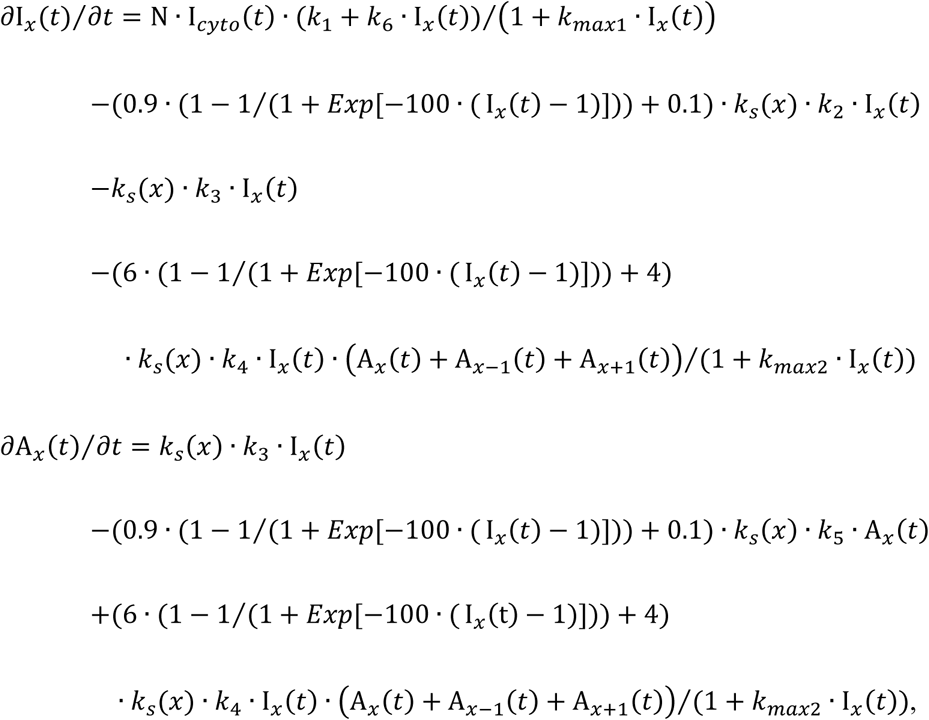 ∂I_x(t)/∂t = N · I_cyto(t) · (k_1 + k_6 · I_x(t))/(1 + k_max1 · I_x(t))
−(0.9 · (1 − 1/(1 + Exp[−100 · ( I_x(t) − 1)])) + 0.1) · k_s(x) · k_2 · I_x(t)
−k_s(x) · k_3 · I_x(t)
−(6 · (1 − 1/(1 + Exp[−100 · ( I_x(t) − 1)])) + 4)
· k_s(x) · k_4 · I_x(t) · (A_x(t) + A_{x−1}(t) + A_{x+1}(t))/(1 + k_max2 · I_x(t))
∂A_x(t)/∂t = k_s(x) · k_3 · I_x(t)
−(0.9 · (1 − 1/(1 + Exp[−100 · ( I_x(t) − 1)])) + 0.1) · k_s(x) · k_5 · A_x(t)
+(6 · (1 − 1/(1 + Exp[−100 · ( I_x(t) − 1)])) + 4)
· k_s(x) · k_4 · I_x(t) · (A_x(t) + A_{x−1}(t) + A_{x+1}(t))/(1 + k_max2 · I_x(t)),